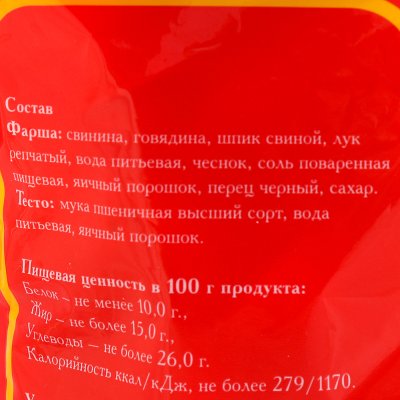 Состав
Фарша: свинина, говядина, шпик свиной, лук
репчатый, вода питьевая, чеснок, соль поваренная
пищевая, яичный порошок, перец черный, сахар.
Тесто: мука пшеничная высший сорт, вода
питьевая, яичный порошок.
Пищевая ценность в 100 г продукта:
Белок – не менее 10,0 г.,
Жир – не более 15,0 г.,
Углеводы – не более 26,0 г.
Калорийность ккал/кДж, не более 279/1170.